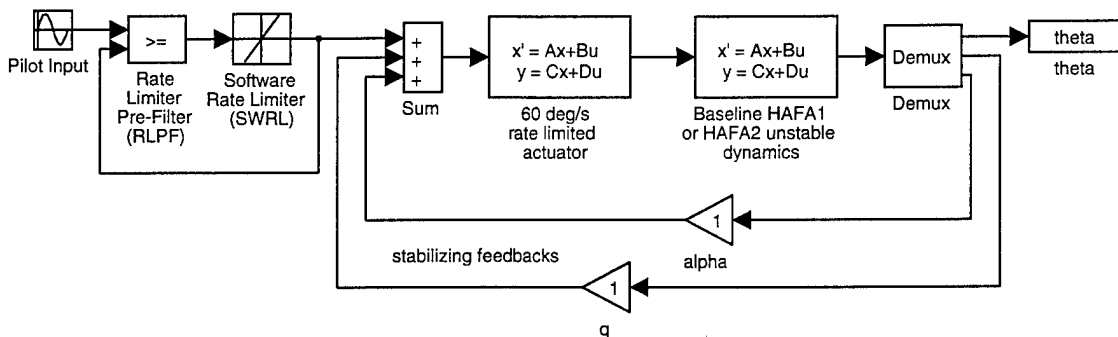 Pilot Input
>=
Rate
Limiter
Pre-Filter
(RLPF)
Software
Rate Limiter
(SWRL)
+
+
+
Sum
x' = Ax+Bu
y = Cx+Du
60 deg/s
rate limited
actuator
x' = Ax+Bu
y = Cx+Du
Baseline HAFA1
or HAFA2 unstable
dynamics
Demux
Demux
theta
theta
1
alpha
stabilizing feedbacks
1
q